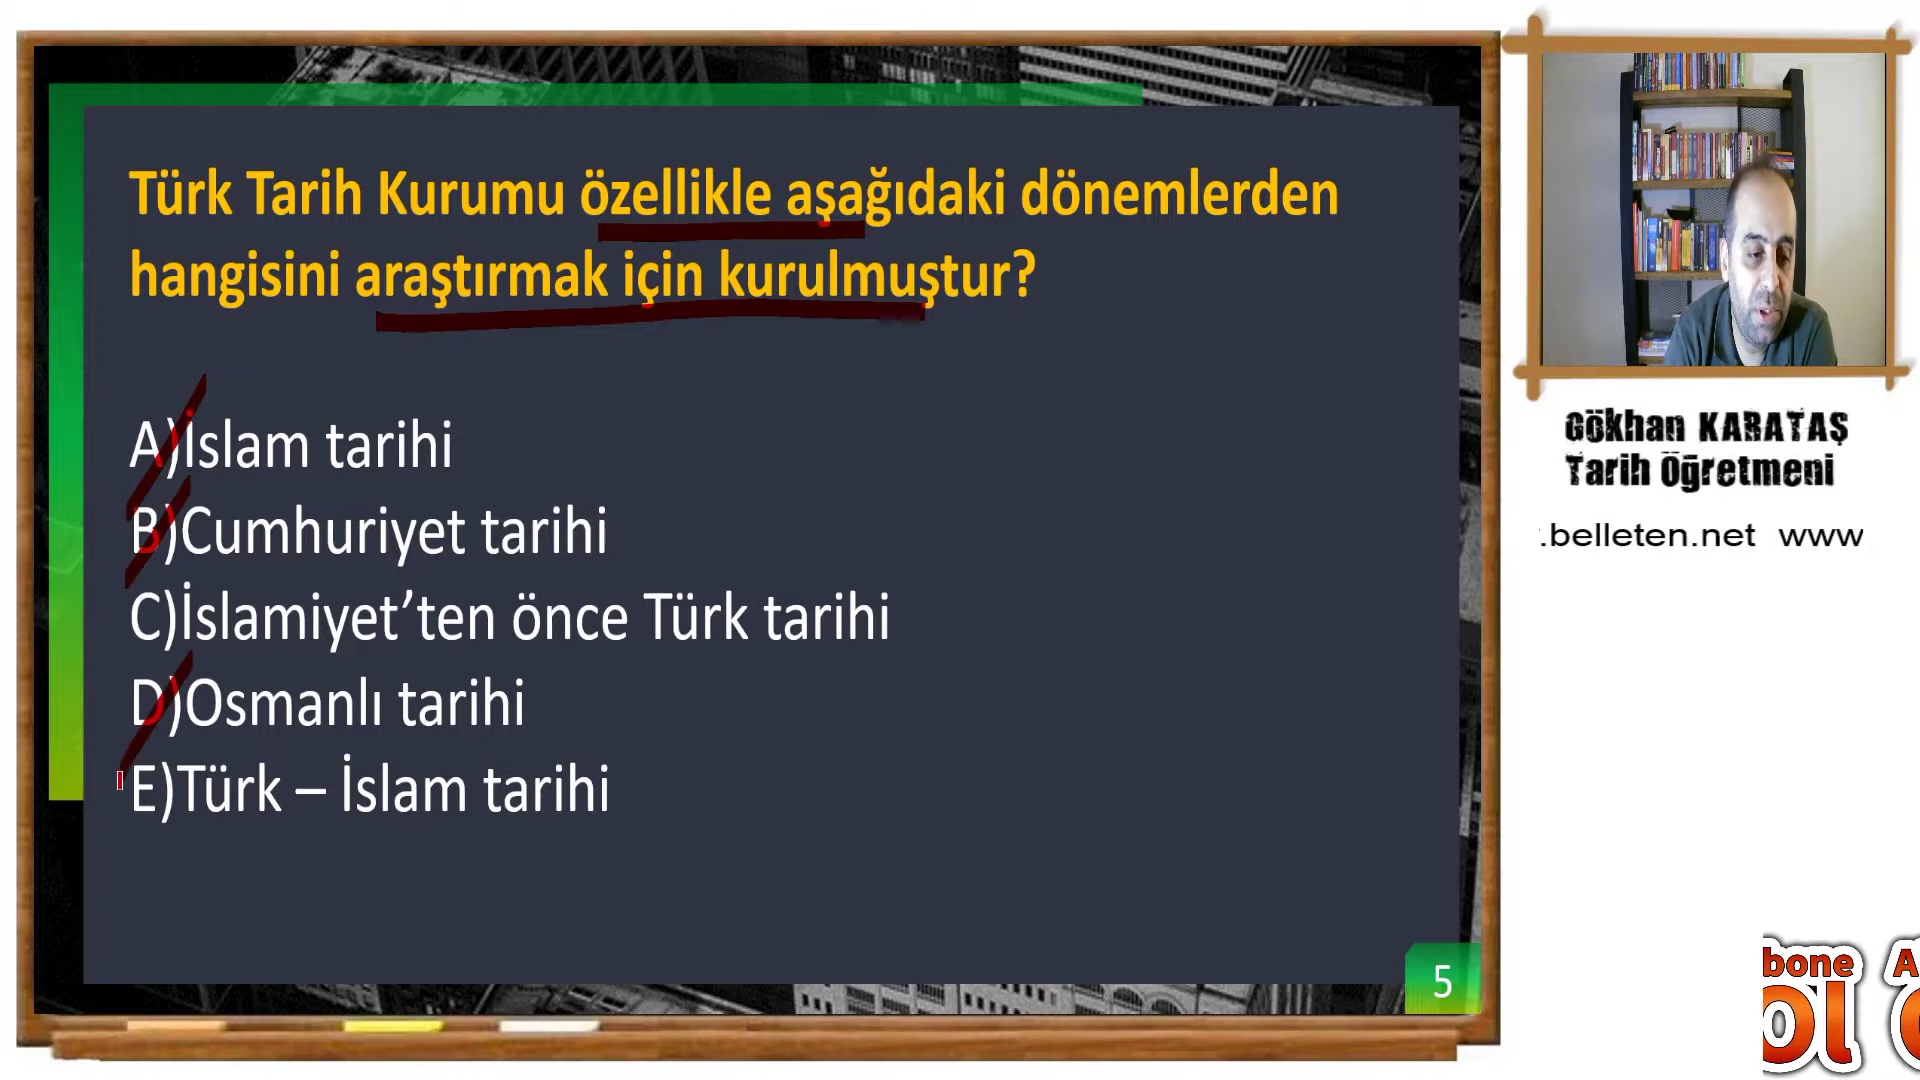 Türk Tarih Kurumu özellikle aşağıdaki dönemlerden
hangisini araştırmak için kurulmuştur?
A)İslam tarihi
B)Cumhuriyet tarihi
C)İslamiyet’ten önce Türk tarihi
D)Osmanlı tarihi
E)Türk – İslam tarihi
5
Gökhan KARATAŞ
Tarih Öğretmeni
.belleten.net www
bone A
Ol